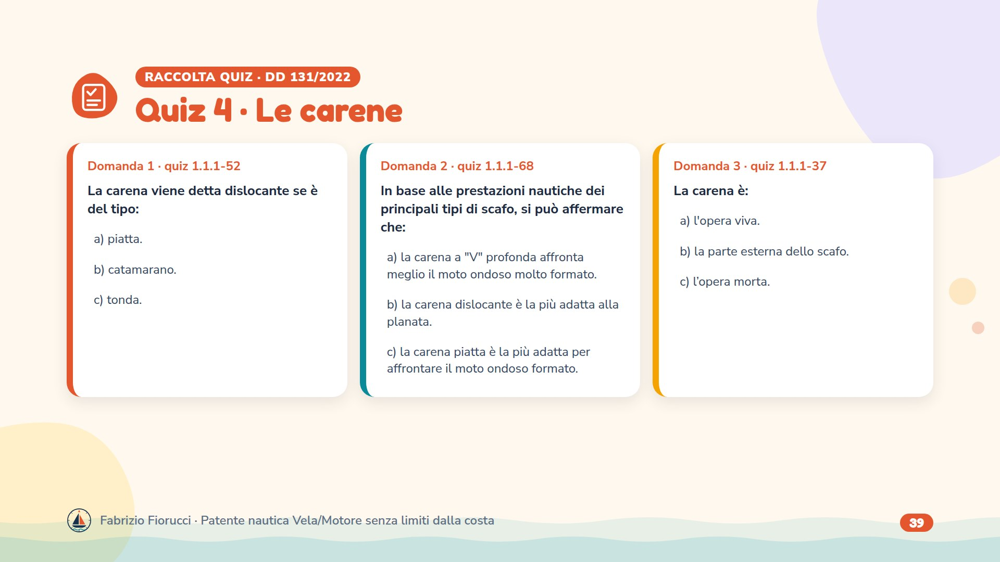 RACCOLTA QUIZ · DD 131/2022
Quiz 4 · Le carene
Domanda 1 · quiz 1.1.1-52
La carena viene detta dislocante se è
del tipo:
a) piatta.
b) catamarano.
c) tonda.
Domanda 2 · quiz 1.1.1-68
In base alle prestazioni nautiche dei
principali tipi di scafo, si può affermare
che:
a) la carena a "V" profonda affronta
meglio il moto ondoso molto formato.
b) la carena dislocante è la più adatta alla
planata.
c) la carena piatta è la più adatta per
affrontare il moto ondoso formato.
Domanda 3 · quiz 1.1.1-37
La carena è:
a) l'opera viva.
b) la parte esterna dello scafo.
c) l’opera morta.
Fabrizio Fiorucci · Patente nautica Vela/Motore senza limiti dalla costa
39